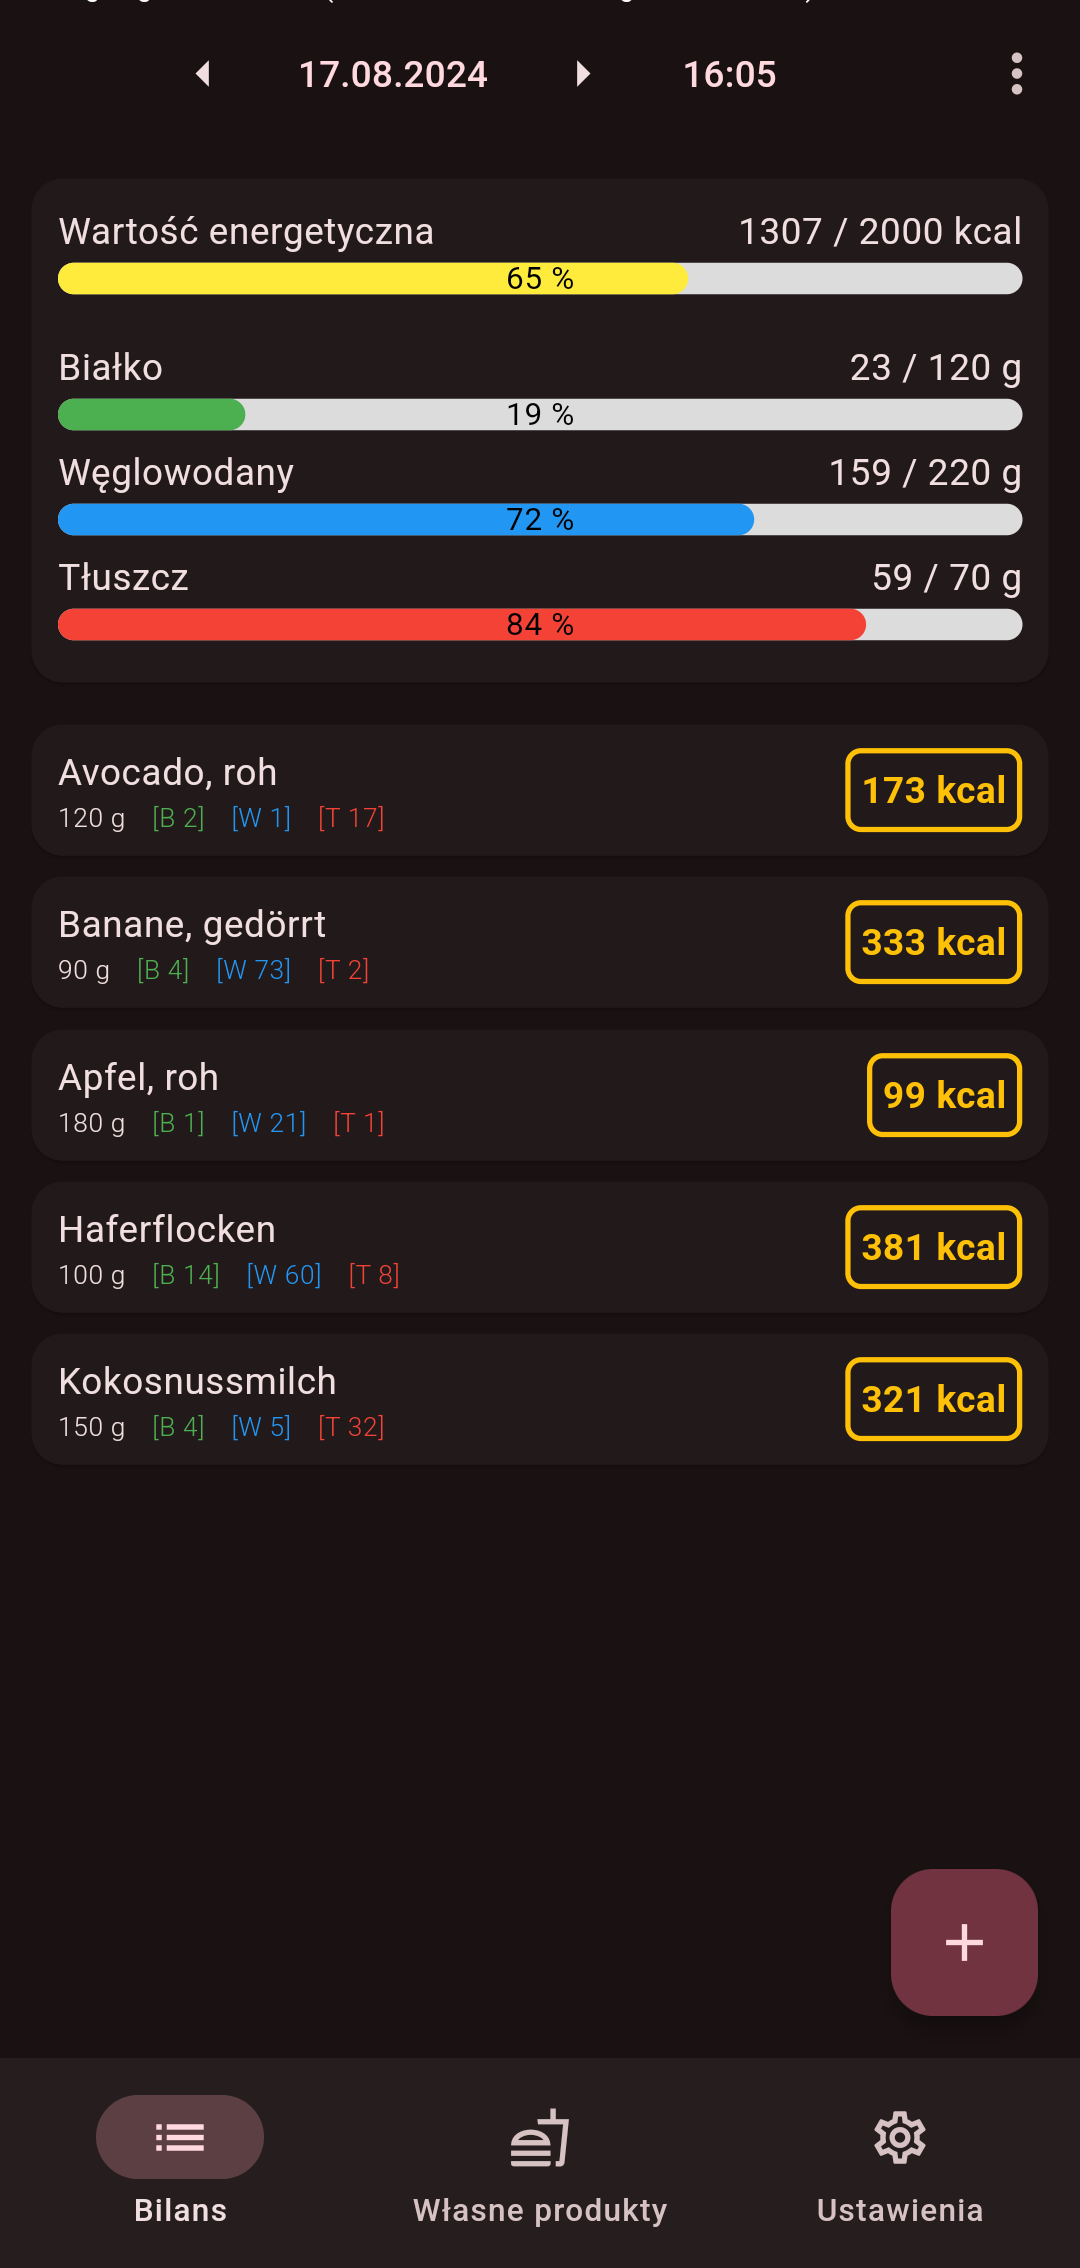 17.08.2024 16:05
Wartość energetyczna 1307 / 2000 kcal
65 %
Białko 23 / 120 g
19 %
Węglowodany 159 / 220 g
72 %
Tłuszcz 59 / 70 g
84 %
Avocado, roh
120 g [B 2] [W 1] [T 17] 173 kcal
Banane, gedörrt
90 g [B 4] [W 73] [T 2] 333 kcal
Apfel, roh
180 g [B 1] [W 21] [T 1] 99 kcal
Haferflocken
100 g [B 14] [W 60] [T 8] 381 kcal
Kokosnussmilch
150 g [B 4] [W 5] [T 32] 321 kcal
Bilans Własne produkty Ustawienia